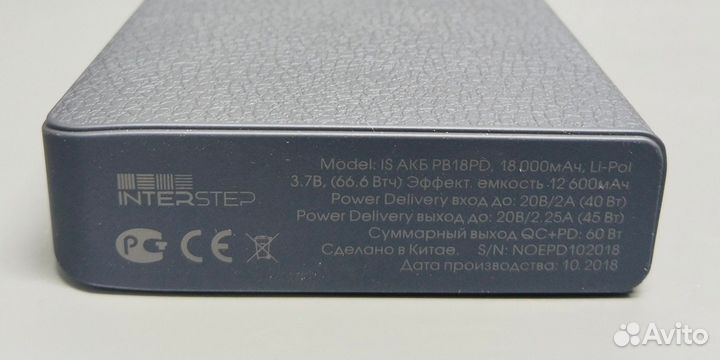 INTERSTEP
Model: IS АКБ PB18PD, 18 000мАч, Li-Pol
3.7В, (66.6 Втч) Эффект. емкость 12 600мАч
Power Delivery вход до: 20В/2А (40 Вт)
Power Delivery выход до: 20В/2.25А (45 Вт)
Суммарный выход QC+PD: 60 Вт
Сделано в Китае. S/N: NOEPD102018
Дата производства: 10. 2018
РСТ CE
Avito